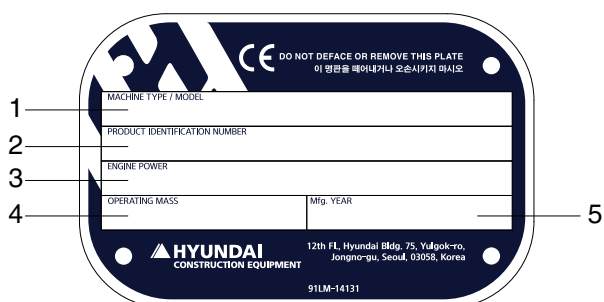 CE DO NOT DEFACE OR REMOVE THIS PLATE
이 명판을 떼어내거나 오손시키지 마시오
1 MACHINE TYPE / MODEL
2 PRODUCT IDENTIFICATION NUMBER
3 ENGINE POWER
4 OPERATING MASS Mfg. YEAR 5
HYUNDAI
CONSTRUCTION EQUIPMENT
12th FL, Hyundai Bldg. 75, Yulgok-ro,
Jongno-gu, Seoul, 03058, Korea
91LM-14131